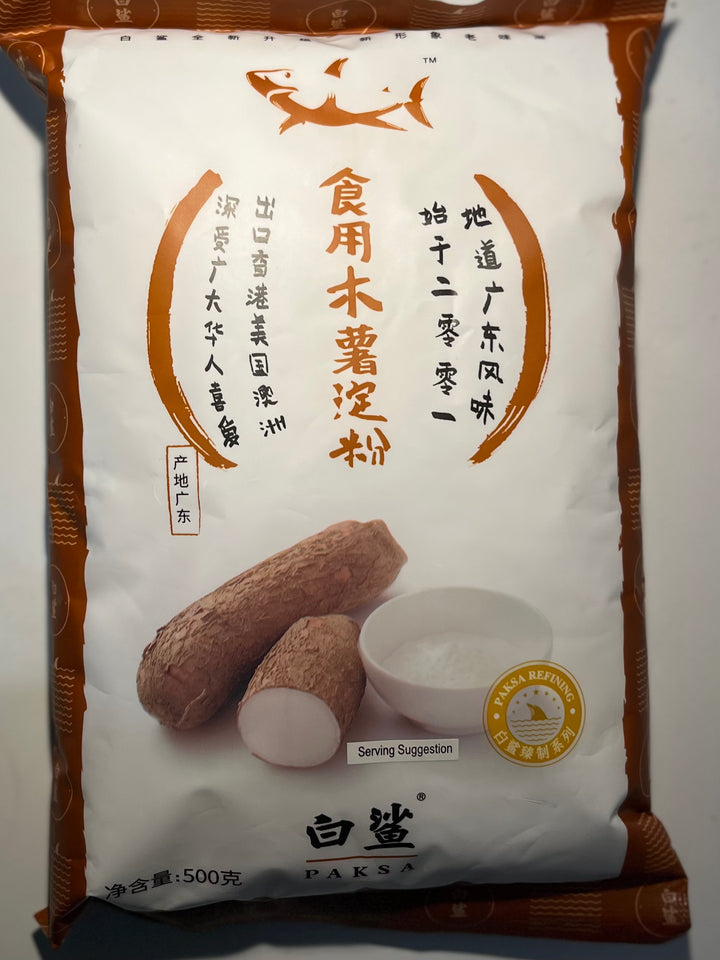 白鲨全新升级 新形象老味道
TM
食用木薯淀粉
地道广东风味
始于二零零一
出口香港美国澳洲
深受广大华人喜爱
产地广东
PAKSA REFINING
白鲨臻制系列
Serving Suggestion
白鲨®
PAKSA
净含量:500克